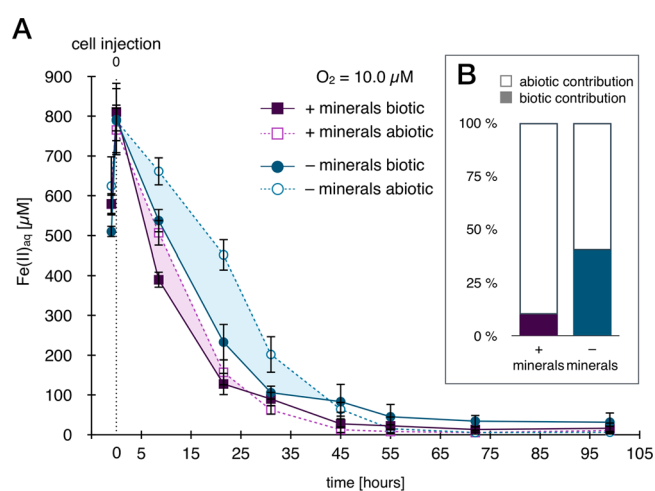 A
cell injection
0
O₂ = 10.0 µM
+ minerals biotic
+ minerals abiotic
– minerals biotic
– minerals abiotic
Fe(II)aq [µM]
900
800
700
600
500
400
300
200
100
0
0 5 15 25 35 45 55 65 75 85 95 105
time [hours]
B
abiotic contribution
biotic contribution
100 %
75 %
50 %
25 %
0 %
+
minerals
–
minerals